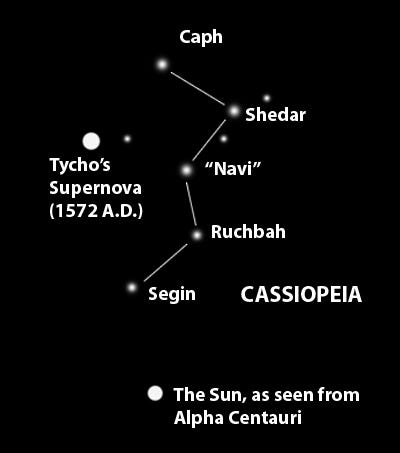 Caph
Shedar
Tycho's
Supernova
(1572 A.D.)
“Navi”
Ruchbah
Segin
CASSIOPEIA
The Sun, as seen from
Alpha Centauri